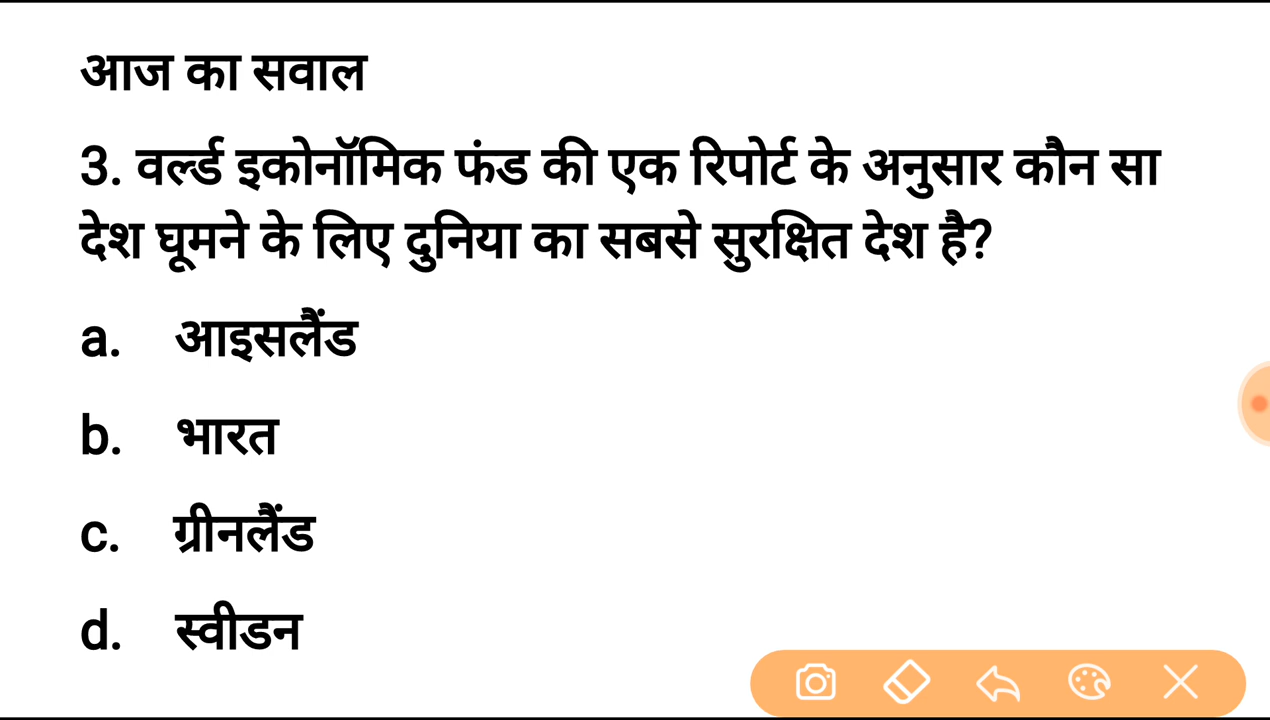 आज का सवाल
3. वर्ल्ड इकोनॉमिक फंड की एक रिपोर्ट के अनुसार कौन सा
देश घूमने के लिए दुनिया का सबसे सुरक्षित देश है?
a. आइसलैंड
b. भारत
c. ग्रीनलैंड
d. स्वीडन